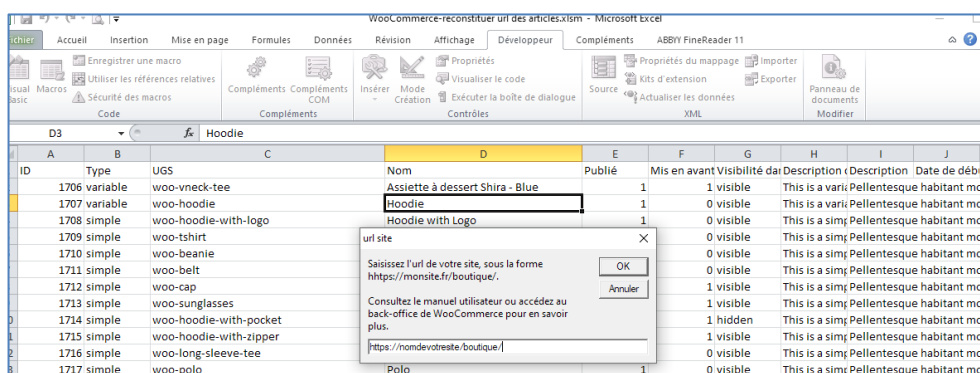 WooCommerce-reconstituer url des articles.xlsm - Microsoft Excel
Fichier Accueil Insertion Mise en page Formules Données Révision Affichage Développeur Compléments ABBYY FineReader 11
Visual Basic Macros Enregistrer une macro Utiliser les références relatives Sécurité des macros Code
Compléments Compléments COM Compléments
Insérer Mode Création Propriétés Visualiser le code Exécuter la boîte de dialogue Contrôles
Source Propriétés du mappage Kits d'extension Actualiser les données Importer Exporter XML
Panneau de documents Modifier
D3 fx Hoodie
A B C D E F G H I J
ID Type UGS Nom Publié Mis en avant Visibilité dan Description Description Date de débu
1706 variable woo-vneck-tee Assiette à dessert Shira - Blue 1 1 visible This is a varia Pellentesque habitant mo
1707 variable woo-hoodie Hoodie 1 0 visible This is a varia Pellentesque habitant mo
1708 simple woo-hoodie-with-logo Hoodie with Logo 1 0 visible This is a simp Pellentesque habitant mo
1709 simple woo-tshirt 0 visible This is a simp Pellentesque habitant mo
1710 simple woo-beanie 0 visible This is a simp Pellentesque habitant mo
1711 simple woo-belt 0 visible This is a simp Pellentesque habitant mo
1712 simple woo-cap 1 visible This is a simp Pellentesque habitant mo
1713 simple woo-sunglasses 1 visible This is a simp Pellentesque habitant mo
1714 simple woo-hoodie-with-pocket 1 hidden This is a simp Pellentesque habitant mo
1715 simple woo-hoodie-with-zipper 1 visible This is a simp Pellentesque habitant mo
1716 simple woo-long-sleeve-tee 0 visible This is a simp Pellentesque habitant mo
1717 simple woo-polo Polo 1 0 visible This is a simp Pellentesque habitant mo
url site
Saisissez l'url de votre site, sous la forme
hhtps://monsite.fr/boutique/.
Consultez le manuel utilisateur ou accédez au
back-office de WooCommerce pour en savoir
plus.
OK
Annuler
https://nomdevotresite/boutique/